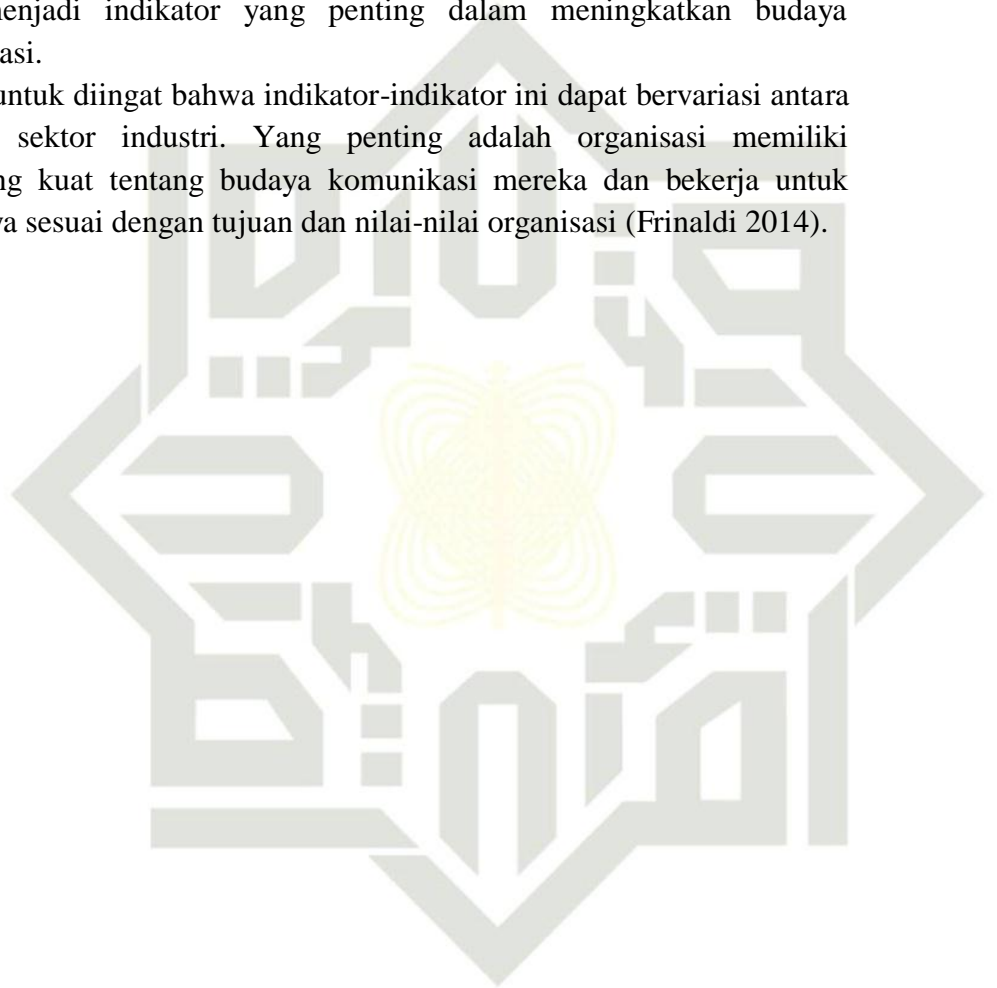 menjadi indikator yang penting dalam meningkatkan budaya
asi.
untuk diingat bahwa indikator-indikator ini dapat bervariasi antara
sektor industri. Yang penting adalah organisasi memiliki
ng kuat tentang budaya komunikasi mereka dan bekerja untuk
ya sesuai dengan tujuan dan nilai-nilai organisasi (Frinaldi 2014).